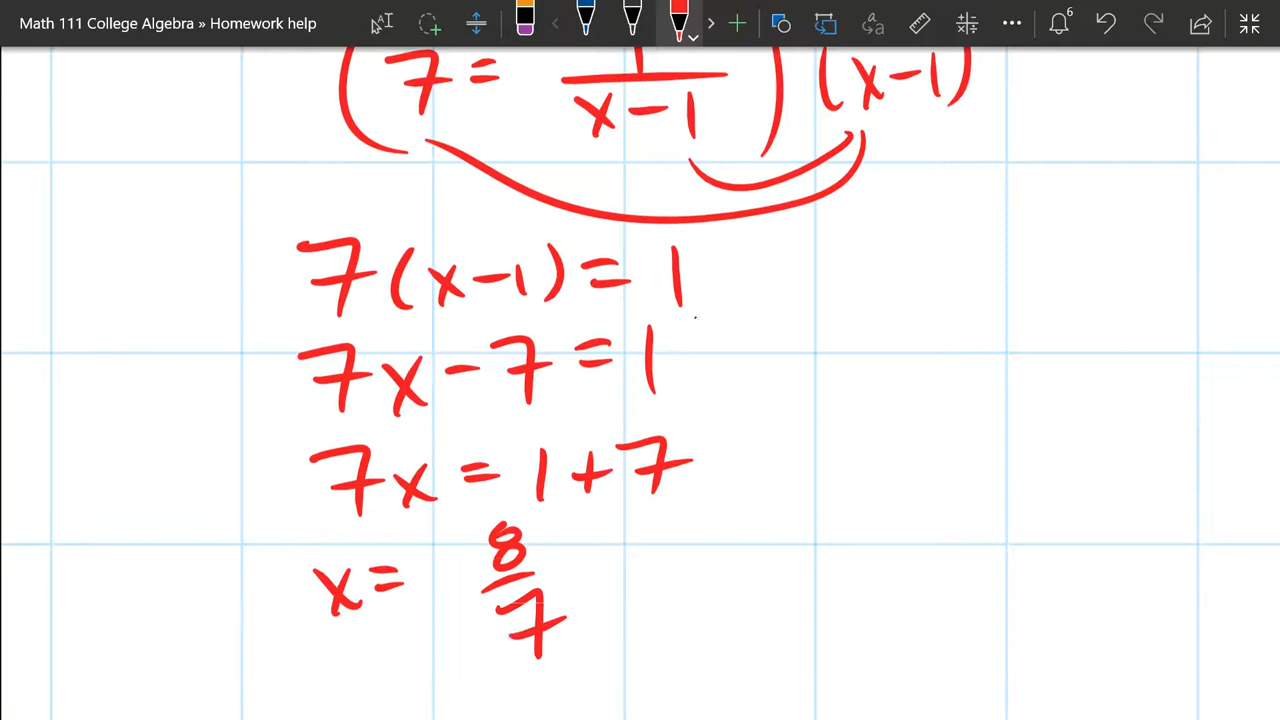 Math 111 College Algebra » Homework help
6
(7 = 1/(x-1)) (x-1)
7(x-1) = 1
7x - 7 = 1
7x = 1 + 7
x = 8/7